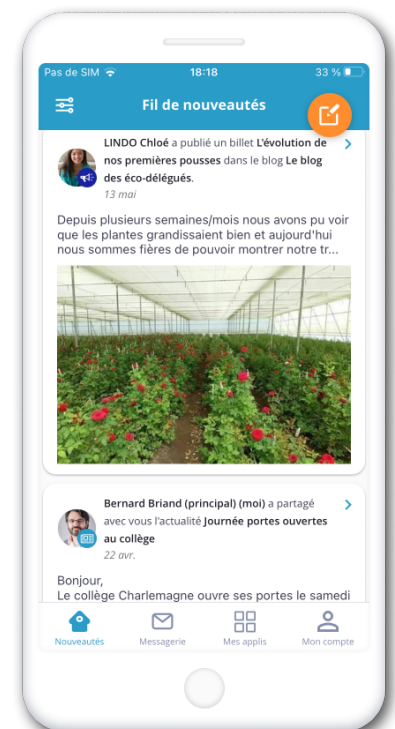 Pas de SIM 18:18 33 %
Fil de nouveautés
LINDO Chloé a publié un billet L'évolution de
nos premières pousses dans le blog Le blog
des éco-délégués.
13 mai
Depuis plusieurs semaines/mois nous avons pu voir
que les plantes grandissaient bien et aujourd'hui
nous sommes fières de pouvoir montrer notre tr...
Bernard Briand (principal) (moi) a partagé
avec vous l'actualité Journée portes ouvertes
au collège
22 avr.
Bonjour,
Le collège Charlemagne ouvre ses portes le samedi
Nouveautés Messagerie Mes applis Mon compte